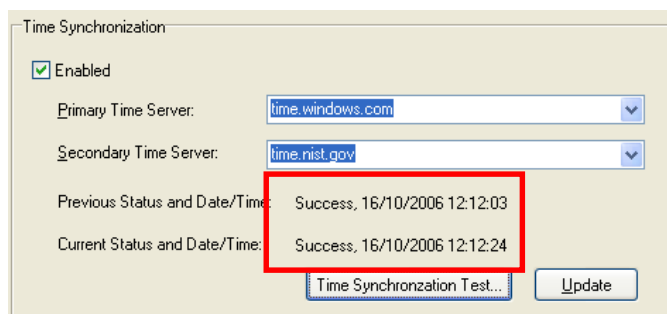 Time Synchronization
Enabled
Primary Time Server: time.windows.com
Secondary Time Server: time.nist.gov
Previous Status and Date/Time: Success, 16/10/2006 12:12:03
Current Status and Date/Time: Success, 16/10/2006 12:12:24
Time Synchronzation Test... Update